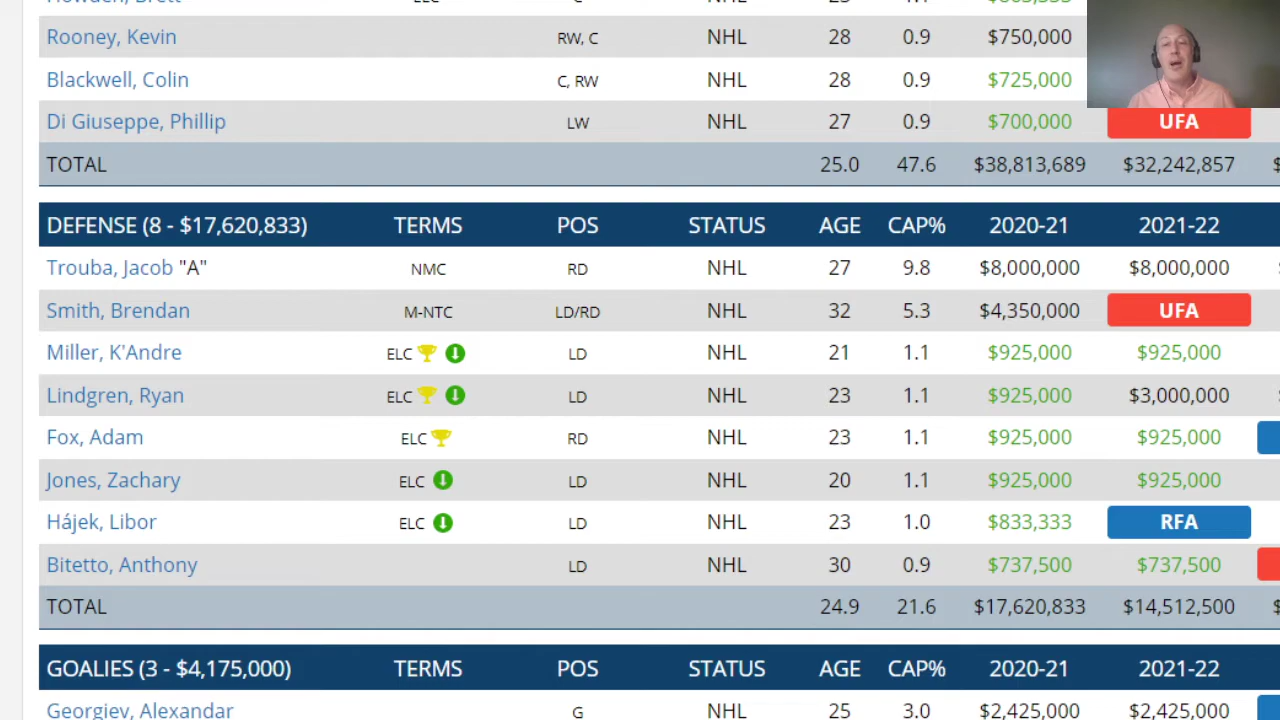 Rooney, Kevin RW, C NHL 28 0.9 $750,000
Blackwell, Colin C, RW NHL 28 0.9 $725,000
Di Giuseppe, Phillip LW NHL 27 0.9 $700,000 UFA
TOTAL 25.0 47.6 $38,813,689 $32,242,857
DEFENSE (8 - $17,620,833) TERMS POS STATUS AGE CAP% 2020-21 2021-22
Trouba, Jacob "A" NMC RD NHL 27 9.8 $8,000,000 $8,000,000
Smith, Brendan M-NTC LD/RD NHL 32 5.3 $4,350,000 UFA
Miller, K'Andre ELC LD NHL 21 1.1 $925,000 $925,000
Lindgren, Ryan ELC LD NHL 23 1.1 $925,000 $3,000,000
Fox, Adam ELC RD NHL 23 1.1 $925,000 $925,000
Jones, Zachary ELC LD NHL 20 1.1 $925,000 $925,000
Hájek, Libor ELC LD NHL 23 1.0 $833,333 RFA
Bitetto, Anthony LD NHL 30 0.9 $737,500 $737,500
TOTAL 24.9 21.6 $17,620,833 $14,512,500
GOALIES (3 - $4,175,000) TERMS POS STATUS AGE CAP% 2020-21 2021-22
Georgiev, Alexandar G NHL 25 3.0 $2,425,000 $2,425,000